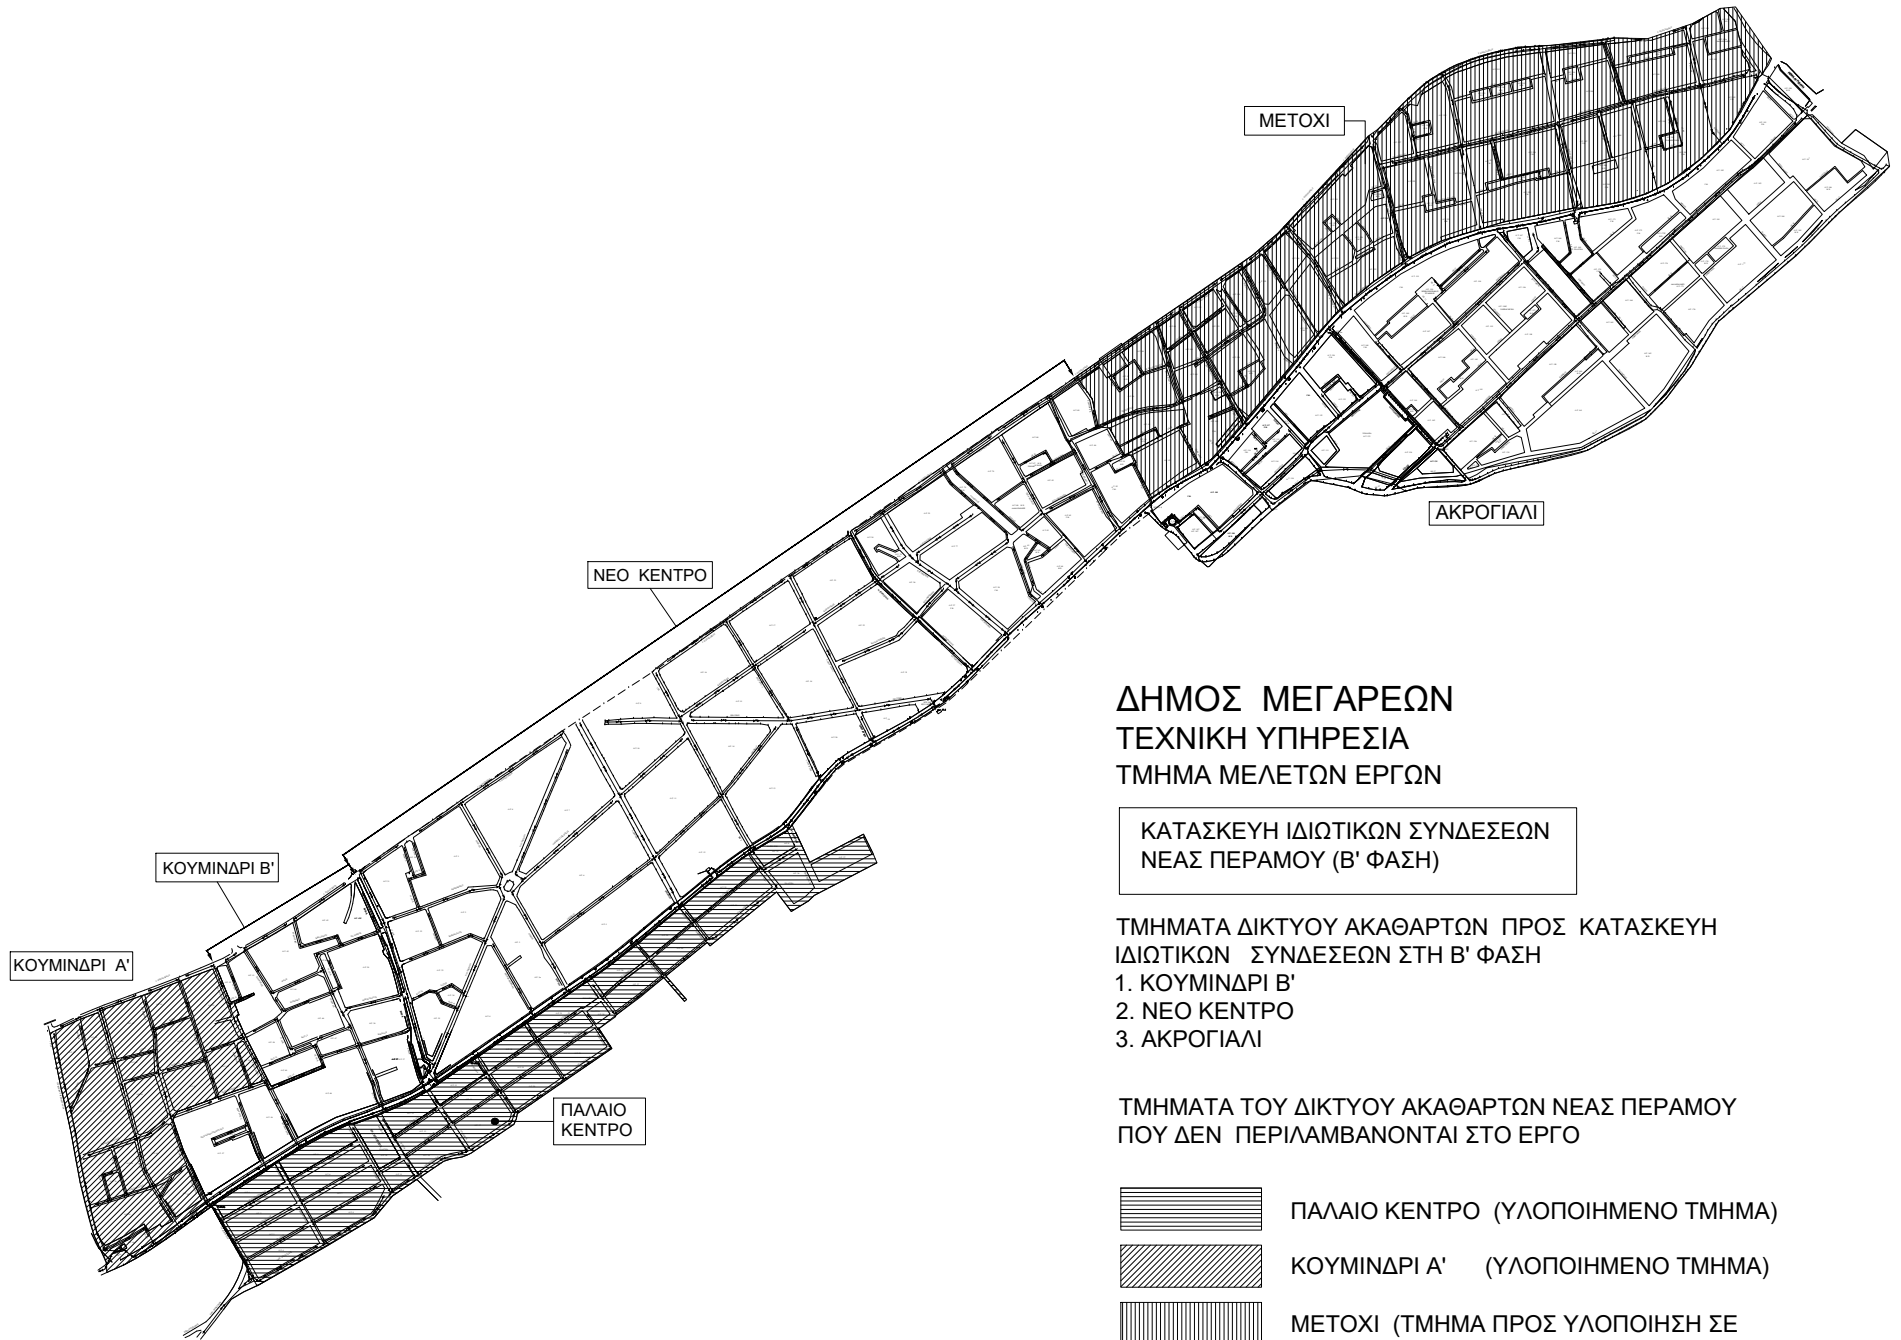 ΜΕΤΟΧΙ
ΑΚΡΟΓΙΑΛΙ
ΝΕΟ ΚΕΝΤΡΟ
ΚΟΥΜΙΝΔΡΙ Β'
ΚΟΥΜΙΝΔΡΙ Α'
ΠΑΛΑΙΟ
ΚΕΝΤΡΟ
ΔΗΜΟΣ ΜΕΓΑΡΕΩΝ
ΤΕΧΝΙΚΗ ΥΠΗΡΕΣΙΑ
ΤΜΗΜΑ ΜΕΛΕΤΩΝ ΕΡΓΩΝ
ΚΑΤΑΣΚΕΥΗ ΙΔΙΩΤΙΚΩΝ ΣΥΝΔΕΣΕΩΝ
ΝΕΑΣ ΠΕΡΑΜΟΥ (Β' ΦΑΣΗ)
ΤΜΗΜΑΤΑ ΔΙΚΤΥΟΥ ΑΚΑΘΑΡΤΩΝ ΠΡΟΣ ΚΑΤΑΣΚΕΥΗ
ΙΔΙΩΤΙΚΩΝ ΣΥΝΔΕΣΕΩΝ ΣΤΗ Β' ΦΑΣΗ
1. ΚΟΥΜΙΝΔΡΙ Β'
2. ΝΕΟ ΚΕΝΤΡΟ
3. ΑΚΡΟΓΙΑΛΙ
ΤΜΗΜΑΤΑ ΤΟΥ ΔΙΚΤΥΟΥ ΑΚΑΘΑΡΤΩΝ ΝΕΑΣ ΠΕΡΑΜΟΥ
ΠΟΥ ΔΕΝ ΠΕΡΙΛΑΜΒΑΝΟΝΤΑΙ ΣΤΟ ΕΡΓΟ
ΠΑΛΑΙΟ ΚΕΝΤΡΟ (ΥΛΟΠΟΙΗΜΕΝΟ ΤΜΗΜΑ)
ΚΟΥΜΙΝΔΡΙ Α' (ΥΛΟΠΟΙΗΜΕΝΟ ΤΜΗΜΑ)
ΜΕΤΟΧΙ (ΤΜΗΜΑ ΠΡΟΣ ΥΛΟΠΟΙΗΣΗ ΣΕ